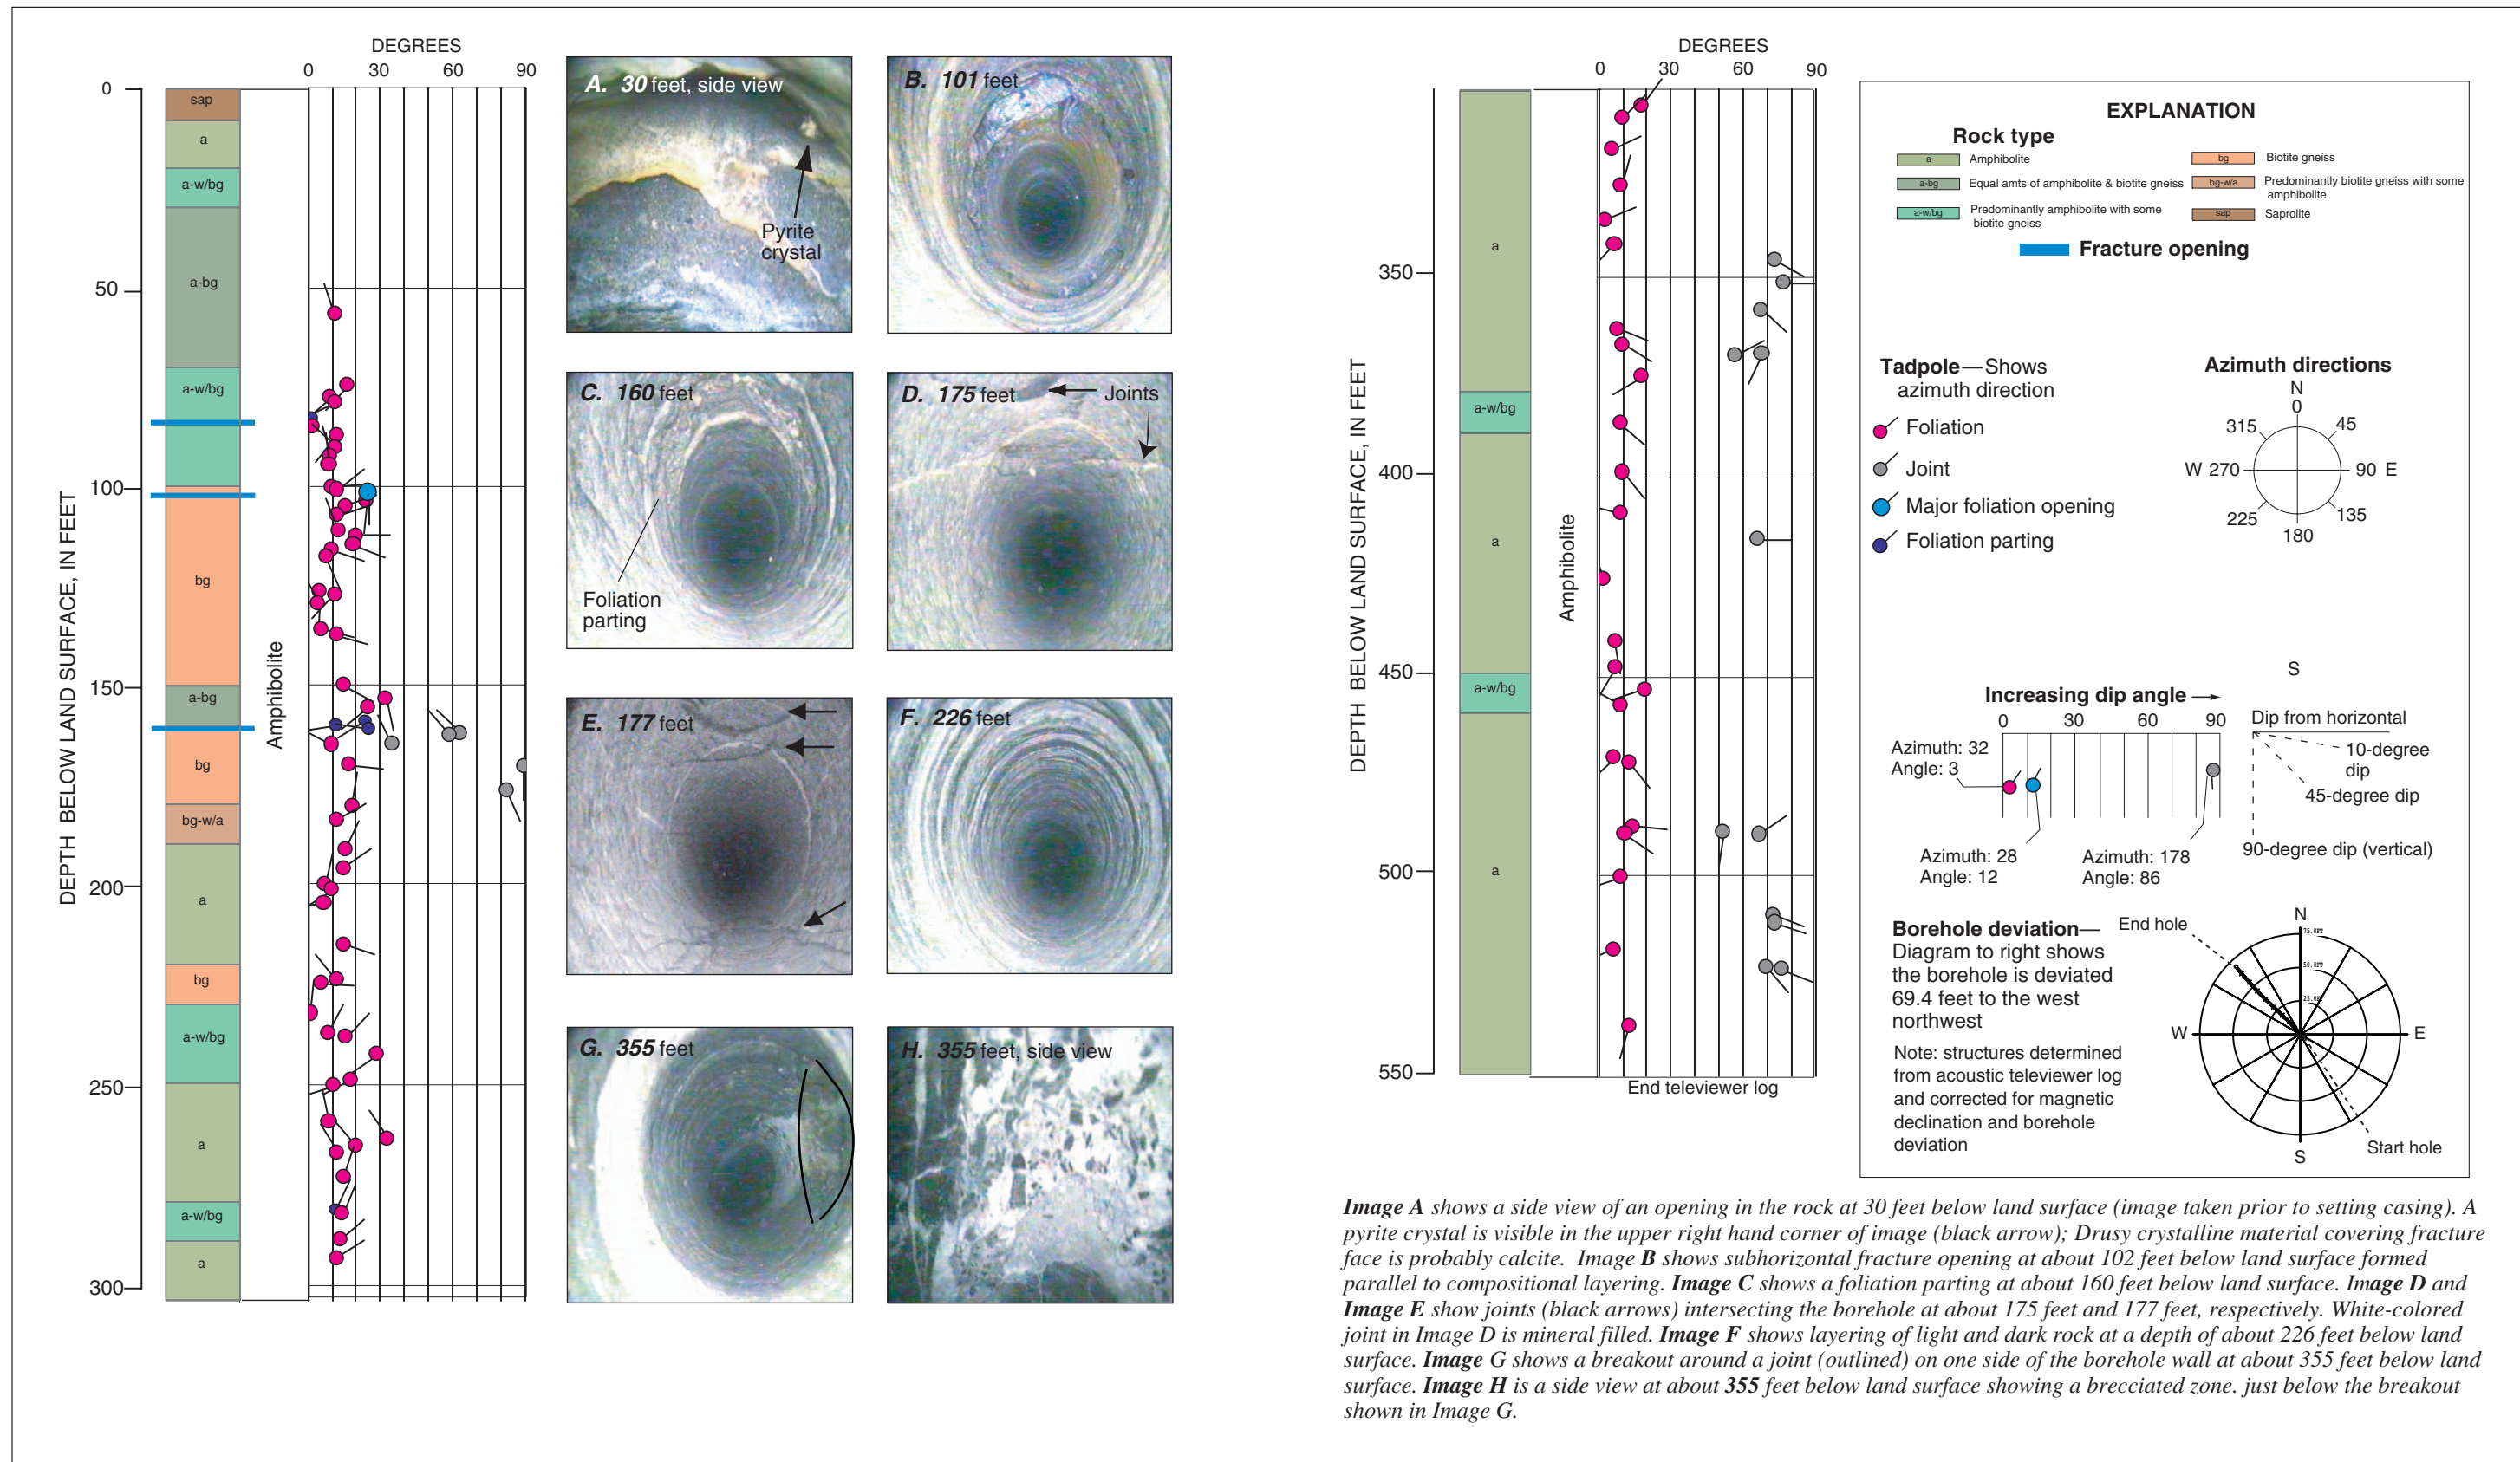 DEGREES
0 30 60 90
DEPTH BELOW LAND SURFACE, IN FEET
0
50
100
150
200
250
300
sap
a
a-w/bg
a-bg
a-w/bg
bg
a-bg
bg
bg-w/a
a
bg
a-w/bg
a
a-w/bg
a
Amphibolite
A. 30 feet, side view
Pyrite
crystal
B. 101 feet
C. 160 feet
Foliation
parting
D. 175 feet
Joints
E. 177 feet
F. 226 feet
G. 355 feet
H. 355 feet, side view
DEGREES
0 30 60 90
DEPTH BELOW LAND SURFACE, IN FEET
350
400
450
500
550
a
a-w/bg
a
a-w/bg
a
Amphibolite
End televiewer log
EXPLANATION
Rock type
a Amphibolite
a-bg Equal amts of amphibolite & biotite gneiss
a-w/bg Predominantly amphibolite with some
biotite gneiss
bg Biotite gneiss
bg-w/a Predominantly biotite gneiss with some
amphibolite
sap Saprolite
Fracture opening
Tadpole—Shows
azimuth direction
Foliation
Joint
Major foliation opening
Foliation parting
Azimuth directions
N
0
315 45
W 270 90 E
225 135
180
S
Increasing dip angle
0 30 60 90
Azimuth: 32
Angle: 3
Azimuth: 28
Angle: 12
Azimuth: 178
Angle: 86
Dip from horizontal
10-degree
dip
45-degree dip
90-degree dip (vertical)
Borehole deviation—
Diagram to right shows
the borehole is deviated
69.4 feet to the west
northwest
Note: structures determined
from acoustic televiewer log
and corrected for magnetic
declination and borehole
deviation
End hole
N
75.0FT
50.0FT
25.0FT
W E
S
Start hole
Image A shows a side view of an opening in the rock at 30 feet below land surface (image taken prior to setting casing). A
pyrite crystal is visible in the upper right hand corner of image (black arrow); Drusy crystalline material covering fracture
face is probably calcite. Image B shows subhorizontal fracture opening at about 102 feet below land surface formed
parallel to compositional layering. Image C shows a foliation parting at about 160 feet below land surface. Image D and
Image E show joints (black arrows) intersecting the borehole at about 175 feet and 177 feet, respectively. White-colored
joint in Image D is mineral filled. Image F shows layering of light and dark rock at a depth of about 226 feet below land
surface. Image G shows a breakout around a joint (outlined) on one side of the borehole wall at about 355 feet below land
surface. Image H is a side view at about 355 feet below land surface showing a brecciated zone. just below the breakout
shown in Image G.